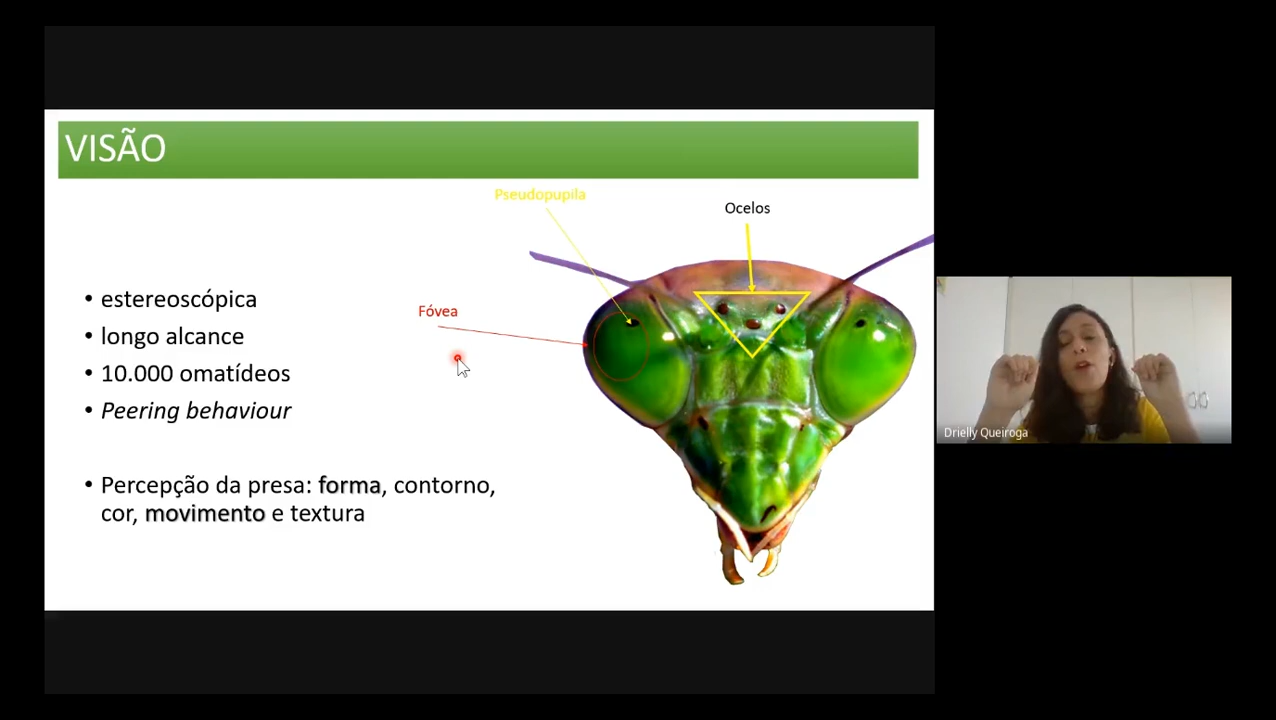 VISÃO
Pseudopupila
Ocelos
Fóvea
• estereoscópica
• longo alcance
• 10.000 omatídeos
• Peering behaviour
• Percepção da presa: forma, contorno,
cor, movimento e textura
Drielly Queiroga